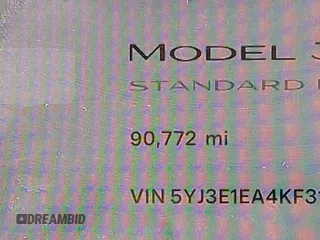 MODEL
STANDARD
90,772 mi
VIN 5YJ3E1EA4KF3
DREAMBID